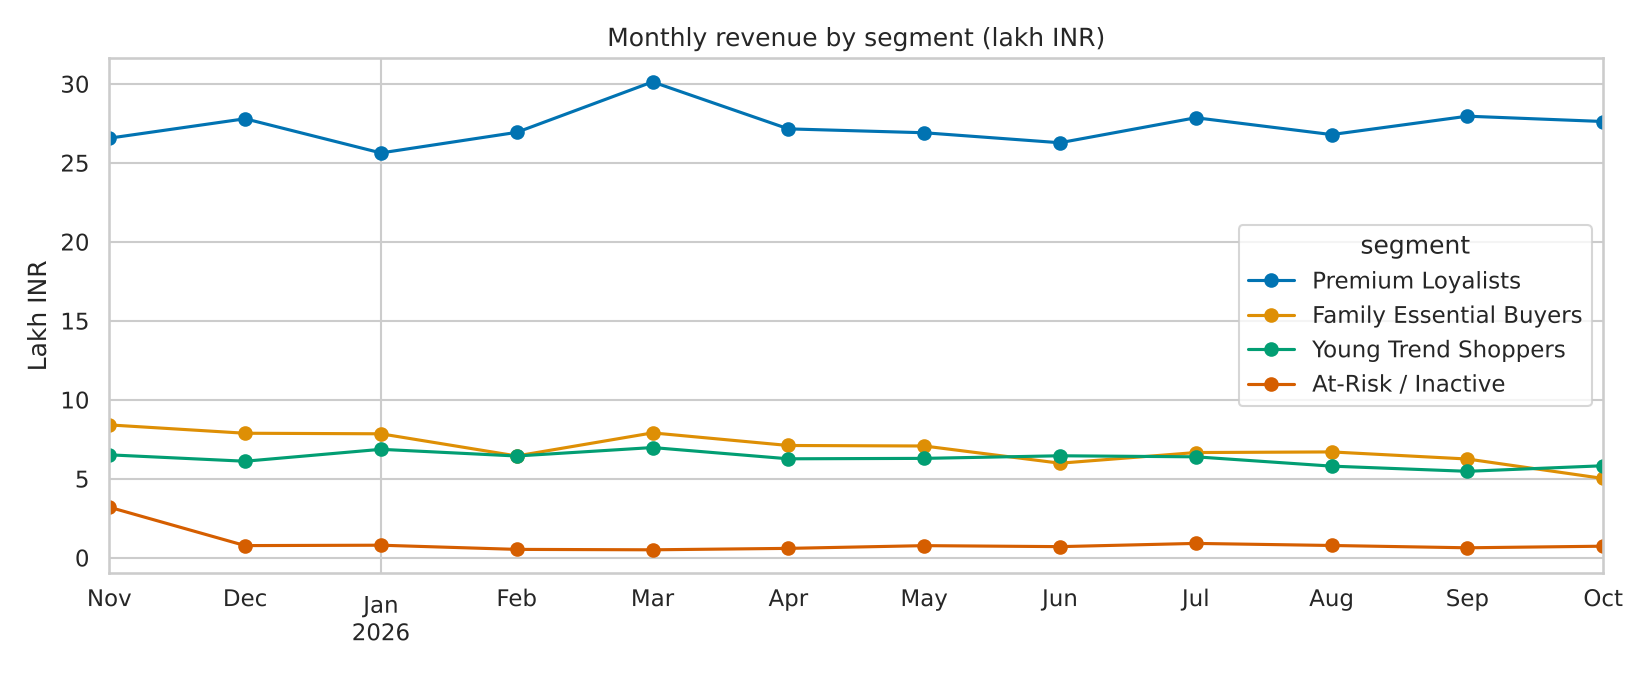 Monthly revenue by segment (lakh INR)
Lakh INR
30
25
20
15
10
5
0
segment
Premium Loyalists
Family Essential Buyers
Young Trend Shoppers
At-Risk / Inactive
Nov Dec Jan Feb Mar Apr May Jun Jul Aug Sep Oct
2026